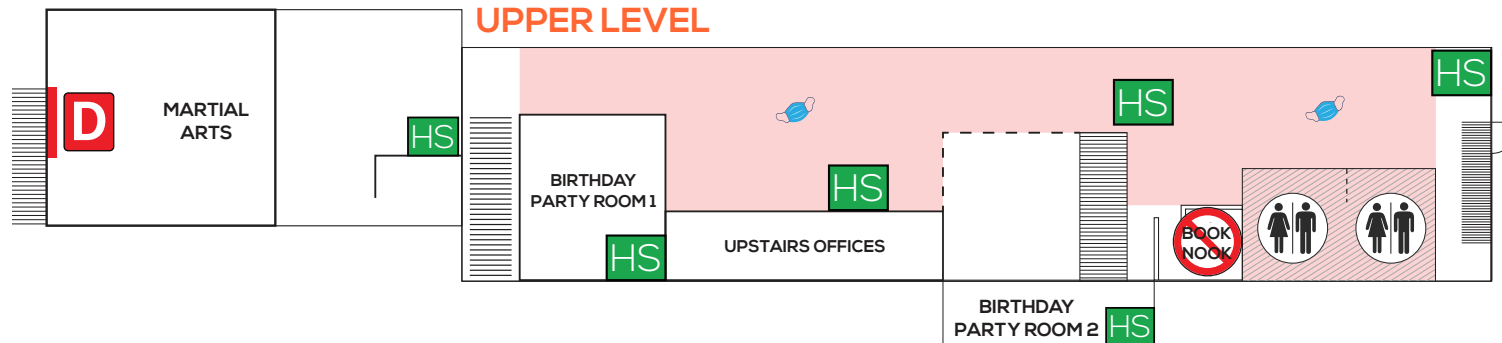 UPPER LEVEL
HS
HS
D
MARTIAL
ARTS
HS
BIRTHDAY
PARTY ROOM 1
HS
HS
UPSTAIRS OFFICES
BOOK
NOOK
BIRTHDAY
PARTY ROOM 2
HS